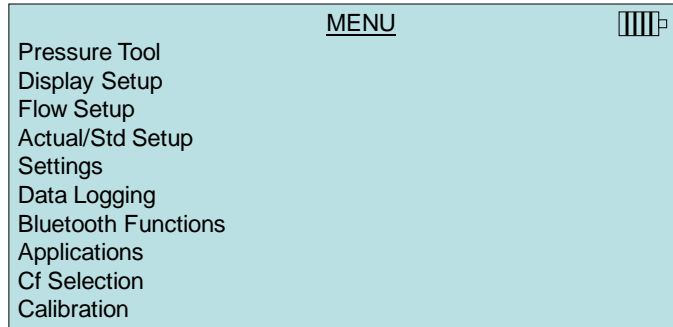 MENU
Pressure Tool
Display Setup
Flow Setup
Actual/Std Setup
Settings
Data Logging
Bluetooth Functions
Applications
Cf Selection
Calibration